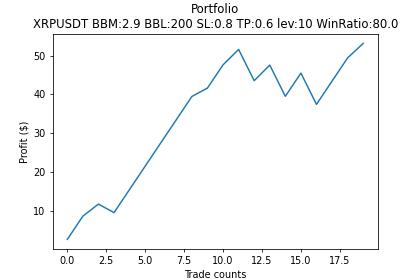 Portfolio
XRPUSDT BBM:2.9 BBL:200 SL:0.8 TP:0.6 lev:10 WinRatio:80.0
Profit ($)
50
40
30
20
10
0.0 2.5 5.0 7.5 10.0 12.5 15.0 17.5
Trade counts